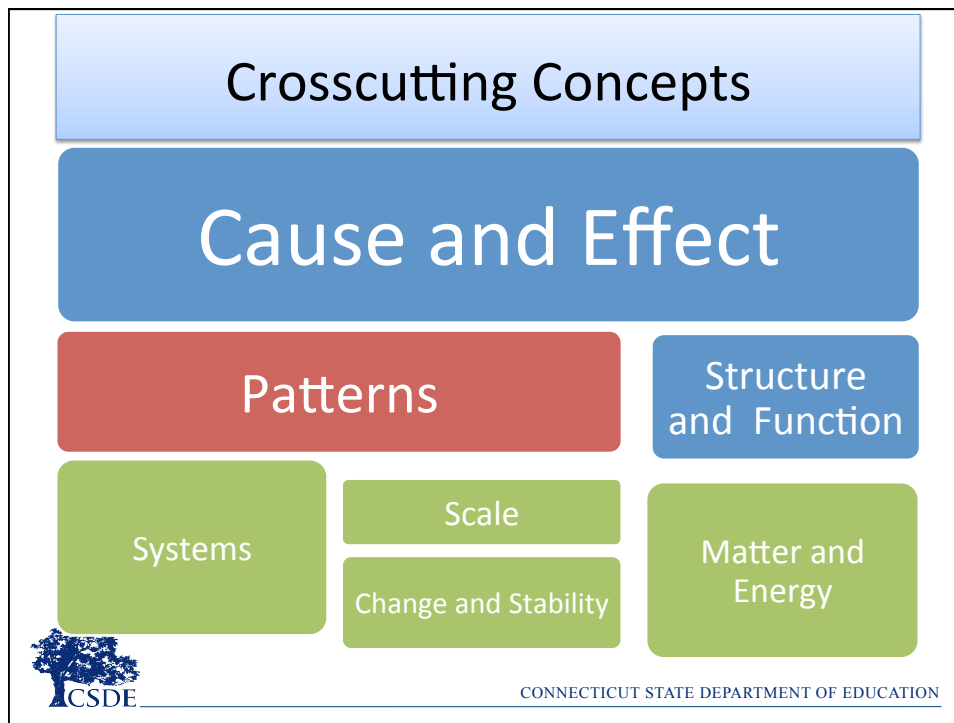 Crosscutting Concepts
Cause and Effect
Patterns
Structure
and Function
Systems
Scale
Change and Stability
Matter and
Energy
CSDE
CONNECTICUT STATE DEPARTMENT OF EDUCATION